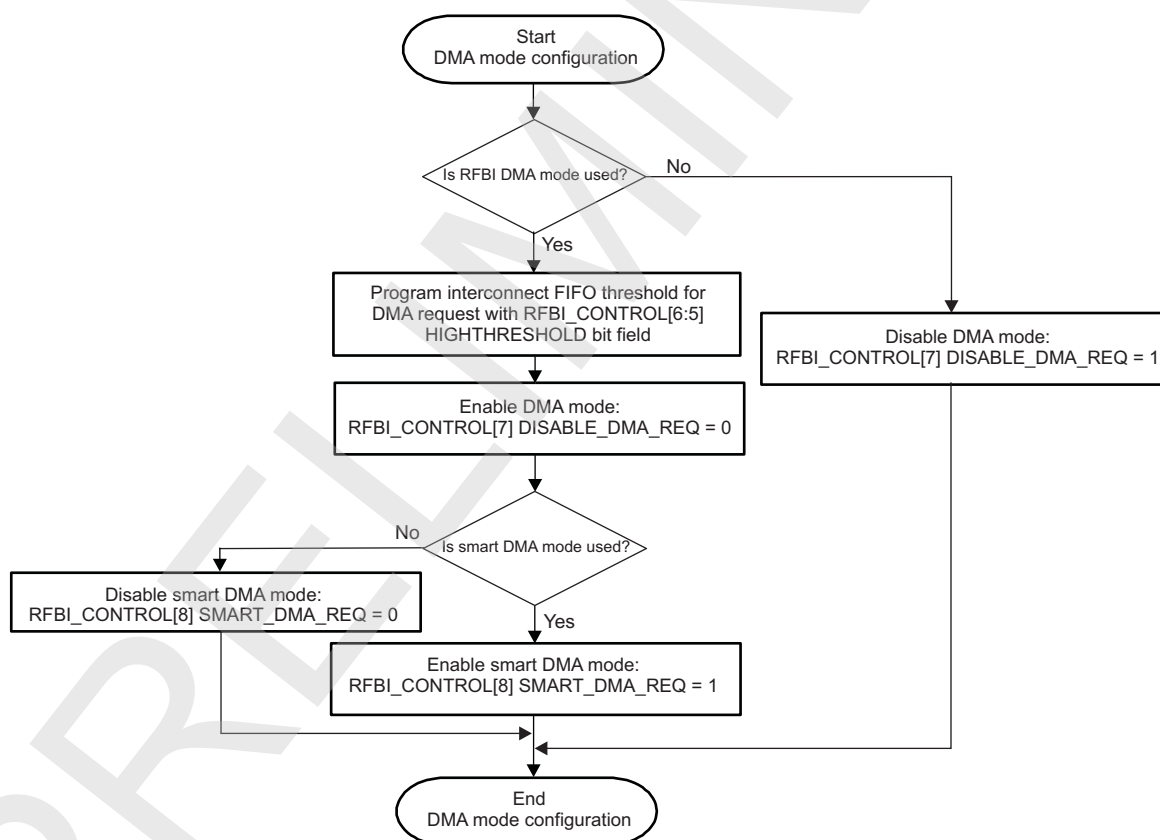 Start
DMA mode configuration
Is RFBI DMA mode used?
No
Yes
Program interconnect FIFO threshold for
DMA request with RFBI_CONTROL[6:5]
HIGHTHRESHOLD bit field
Disable DMA mode:
RFBI_CONTROL[7] DISABLE_DMA_REQ = 1
Enable DMA mode:
RFBI_CONTROL[7] DISABLE_DMA_REQ = 0
No
Is smart DMA mode used?
Disable smart DMA mode:
RFBI_CONTROL[8] SMART_DMA_REQ = 0
Yes
Enable smart DMA mode:
RFBI_CONTROL[8] SMART_DMA_REQ = 1
End
DMA mode configuration